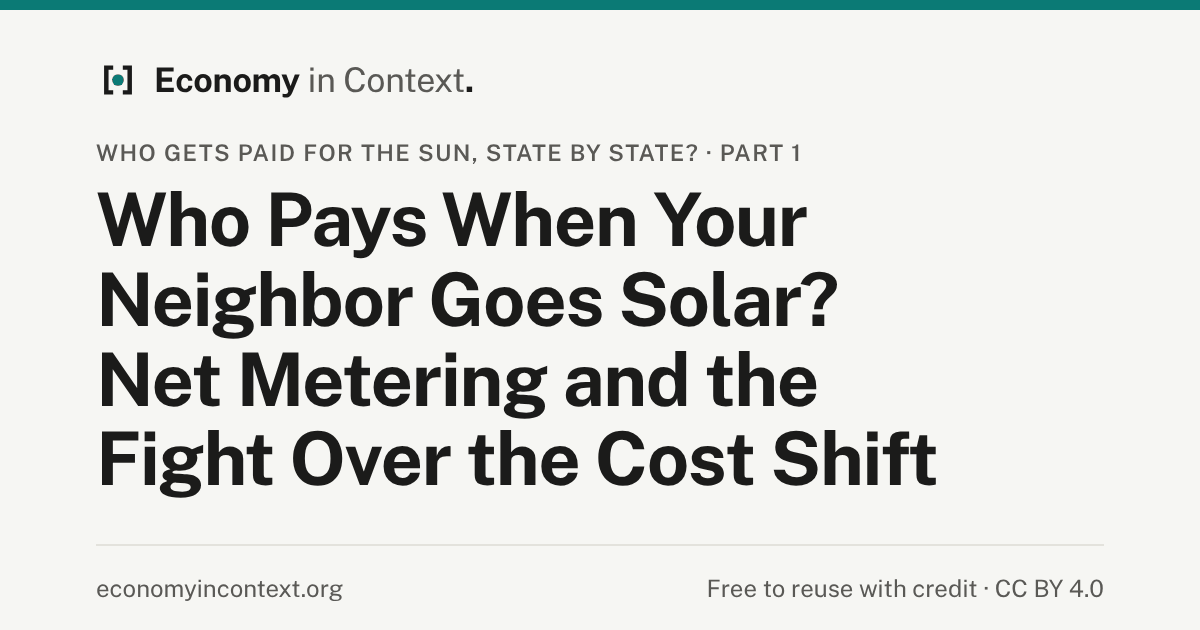 [•] Economy in Context.
WHO GETS PAID FOR THE SUN, STATE BY STATE? · PART 1
Who Pays When Your
Neighbor Goes Solar?
Net Metering and the
Fight Over the Cost Shift
economyincontext.org
Free to reuse with credit · CC BY 4.0